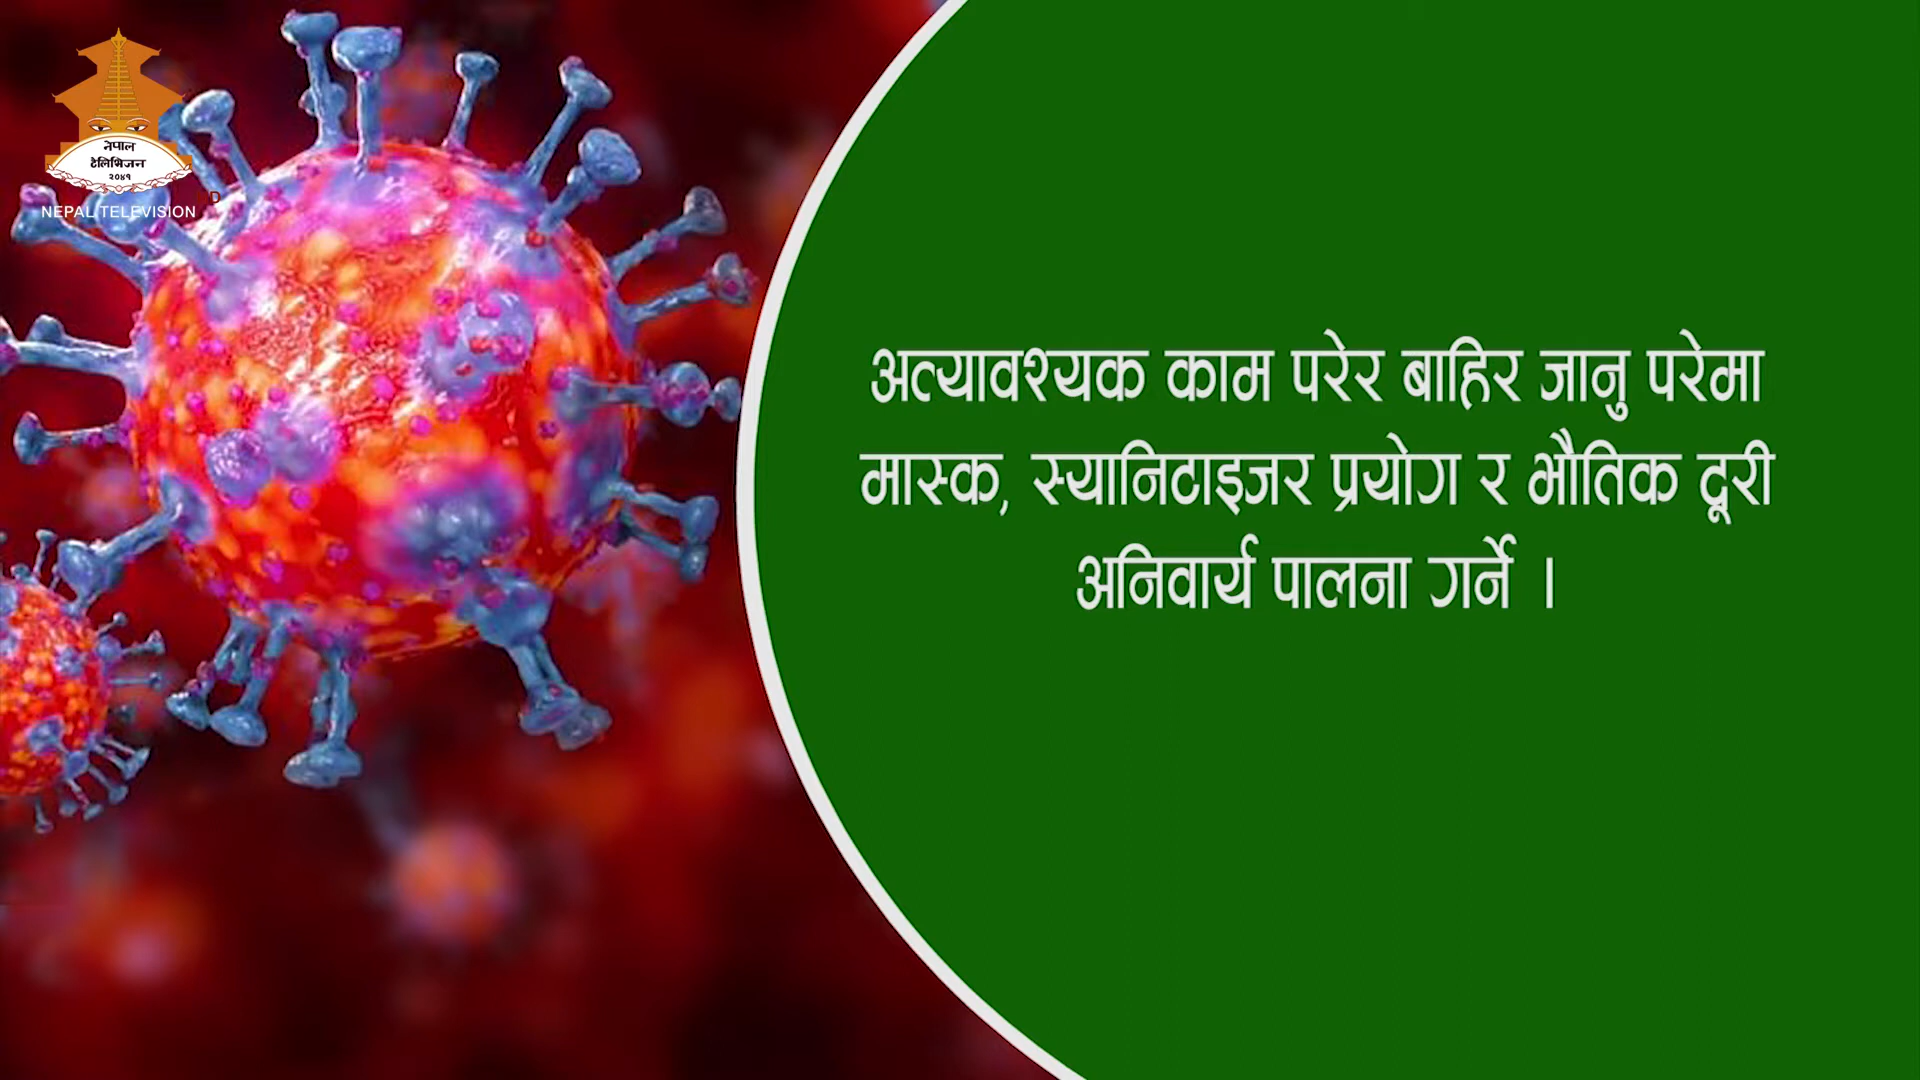 नेपाल
टेलिभिजन
२०४१
NEPAL TELEVISION
D
अत्यावश्यक काम परेर बाहिर जानु परेमा
मास्क, स्यानिटाइजर प्रयोग र भौतिक दूरी
अनिवार्य पालना गर्ने ।